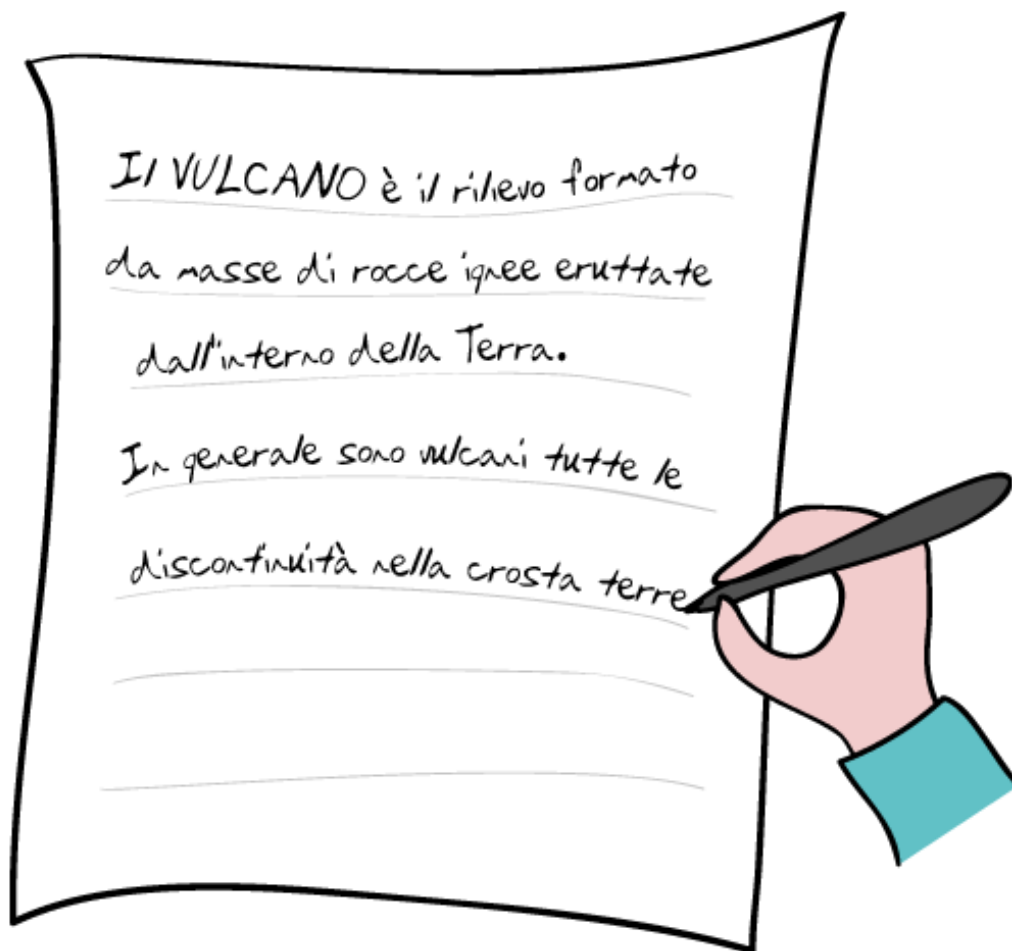 Il VULCANO è il rilievo formato
da masse di rocce ignee eruttate
dall'interno della Terra.
In generale sono vulcani tutte le
discontinuità nella crosta terre